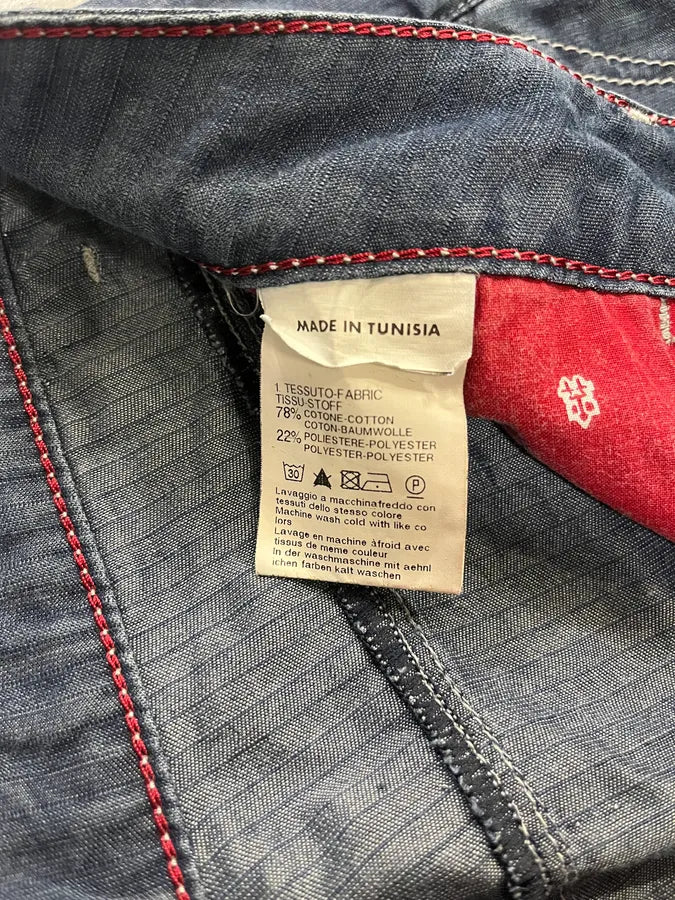 MADE IN TUNISIA
1. TESSUTO-FABRIC
TISSU-STOFF
78% COTONE-COTTON
COTON-BAUMWOLLE
22% POLIESTERE-POLYESTER
POLYESTER-POLYESTER
30 P
Lavaggio a macchinafreddo con
tessuti dello stesso colore
Machine wash cold with like co
lors
Lavage en machine àfroid avec
tissus de meme couleur
In der waschmaschine mit aehnl
ichen farben kalt waschen